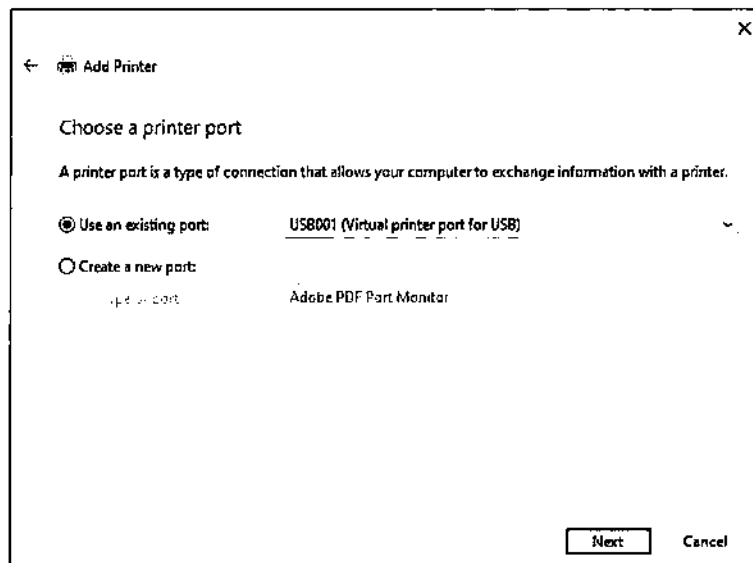 Add Printer
Choose a printer port
A printer port is a type of connection that allows your computer to exchange information with a printer.
Use an existing port: USB001 (Virtual printer port for USB)
Create a new port:
port Adobe PDF Port Monitor
Next Cancel